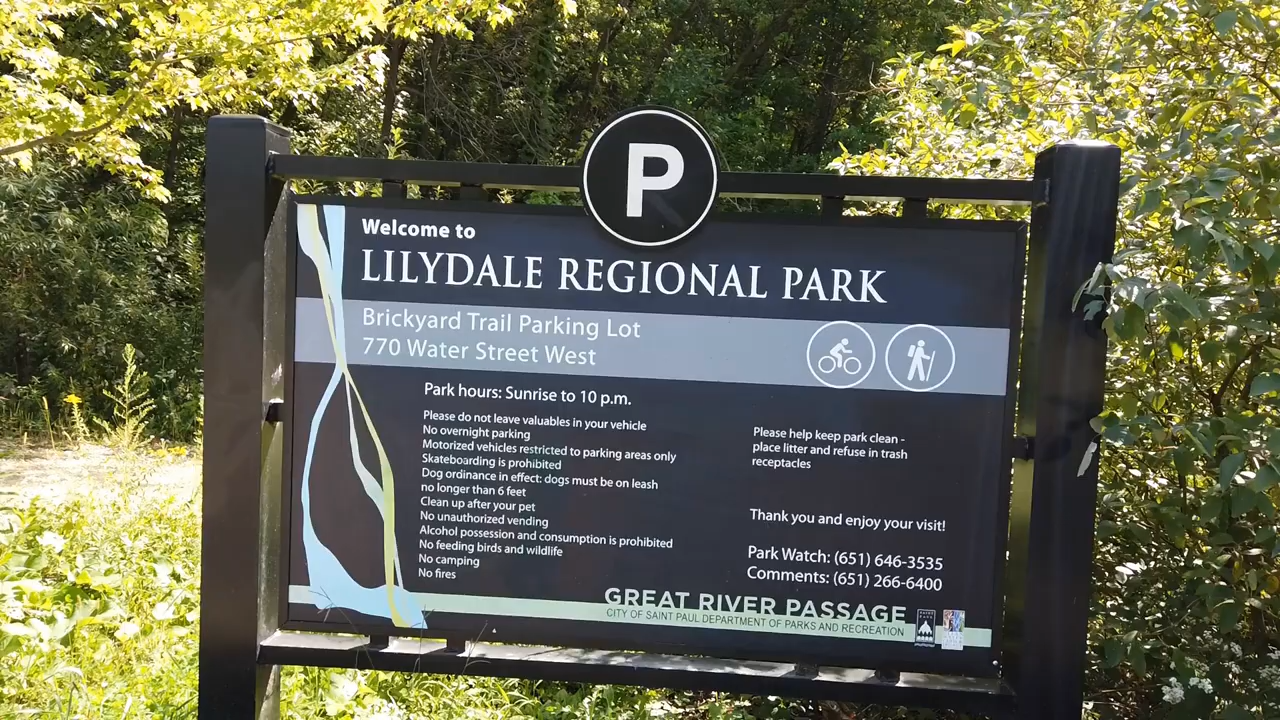 P
Welcome to
LILYDALE REGIONAL PARK
Brickyard Trail Parking Lot
770 Water Street West
Park hours: Sunrise to 10 p.m.
Please do not leave valuables in your vehicle
No overnight parking
Motorized vehicles restricted to parking areas only
Skateboarding is prohibited
Dog ordinance in effect: dogs must be on leash
no longer than 6 feet
Clean up after your pet
No unauthorized vending
Alcohol possession and consumption is prohibited
No feeding birds and wildlife
No camping
No fires
Please help keep park clean -
place litter and refuse in trash
receptacles
Thank you and enjoy your visit!
Park Watch: (651) 646-3535
Comments: (651) 266-6400
GREAT RIVER PASSAGE
CITY OF SAINT PAUL DEPARTMENT OF PARKS AND RECREATION